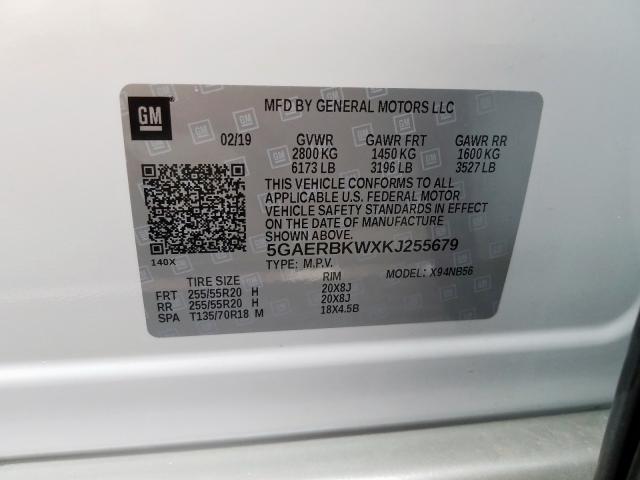 GM
MFD BY GENERAL MOTORS LLC
02/19 GVWR GAWR FRT GAWR RR
2800 KG 1450 KG 1600 KG
6173 LB 3196 LB 3527 LB
THIS VEHICLE CONFORMS TO ALL
APPLICABLE U.S. FEDERAL MOTOR
VEHICLE SAFETY STANDARDS IN EFFECT
ON THE DATE OF MANUFACTURE
SHOWN ABOVE.
5GAERBKWXKJ255679
140X
TYPE: M.P.V. MODEL: X94NB56
TIRE SIZE RIM
FRT 255/55R20 H 20X8J
RR 255/55R20 H 20X8J
SPA T135/70R18 M 18X4.5B